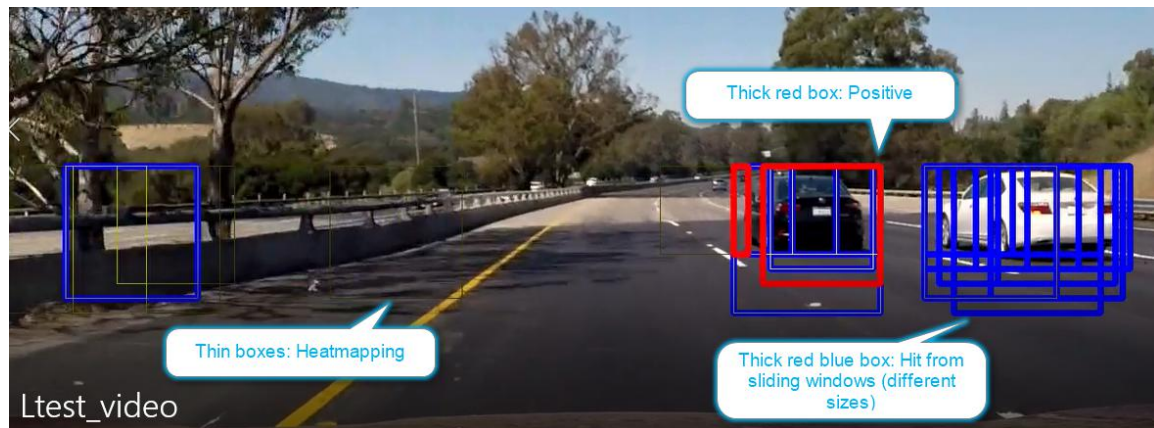 Thick red box: Positive
Thin boxes: Heatmapping
Thick red blue box: Hit from
sliding windows (different
sizes)
Ltest_video